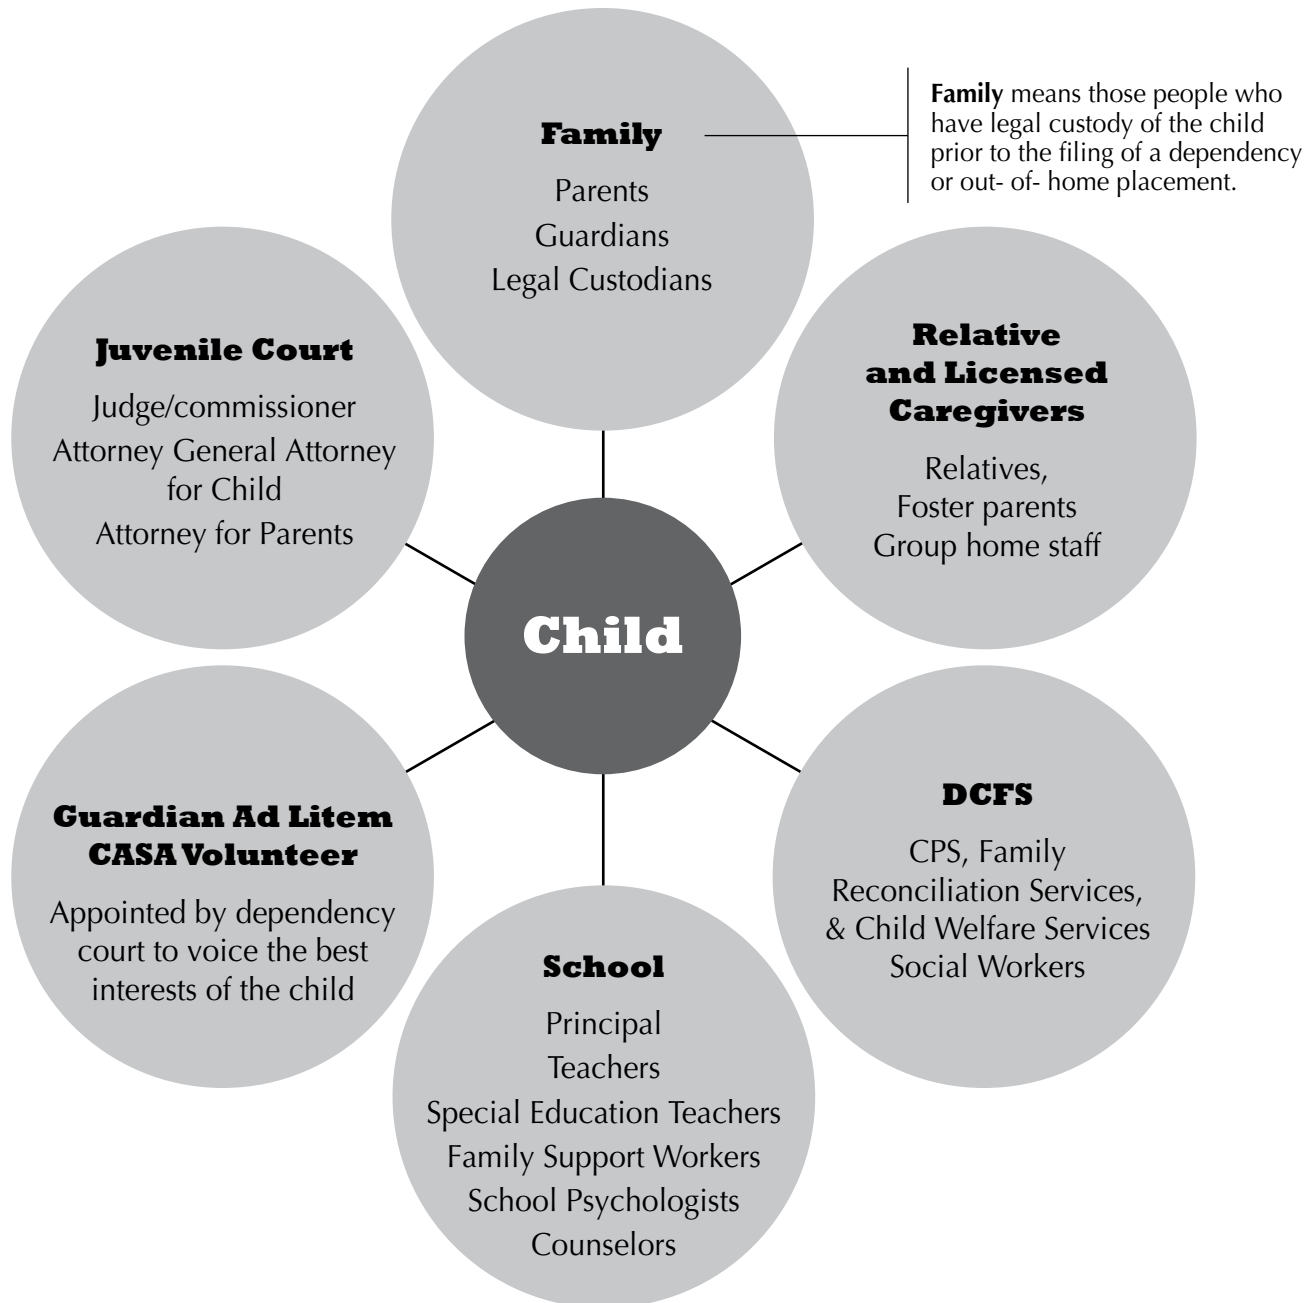 Family
Parents
Guardians
Legal Custodians
Family means those people who
have legal custody of the child
prior to the filing of a dependency
or out- of- home placement.
Juvenile Court
Judge/commissioner
Attorney General Attorney
for Child
Attorney for Parents
Relative
and Licensed
Caregivers
Relatives,
Foster parents
Group home staff
Child
Guardian Ad Litem
CASA Volunteer
Appointed by dependency
court to voice the best
interests of the child
DCFS
CPS, Family
Reconciliation Services,
& Child Welfare Services
Social Workers
School
Principal
Teachers
Special Education Teachers
Family Support Workers
School Psychologists
Counselors